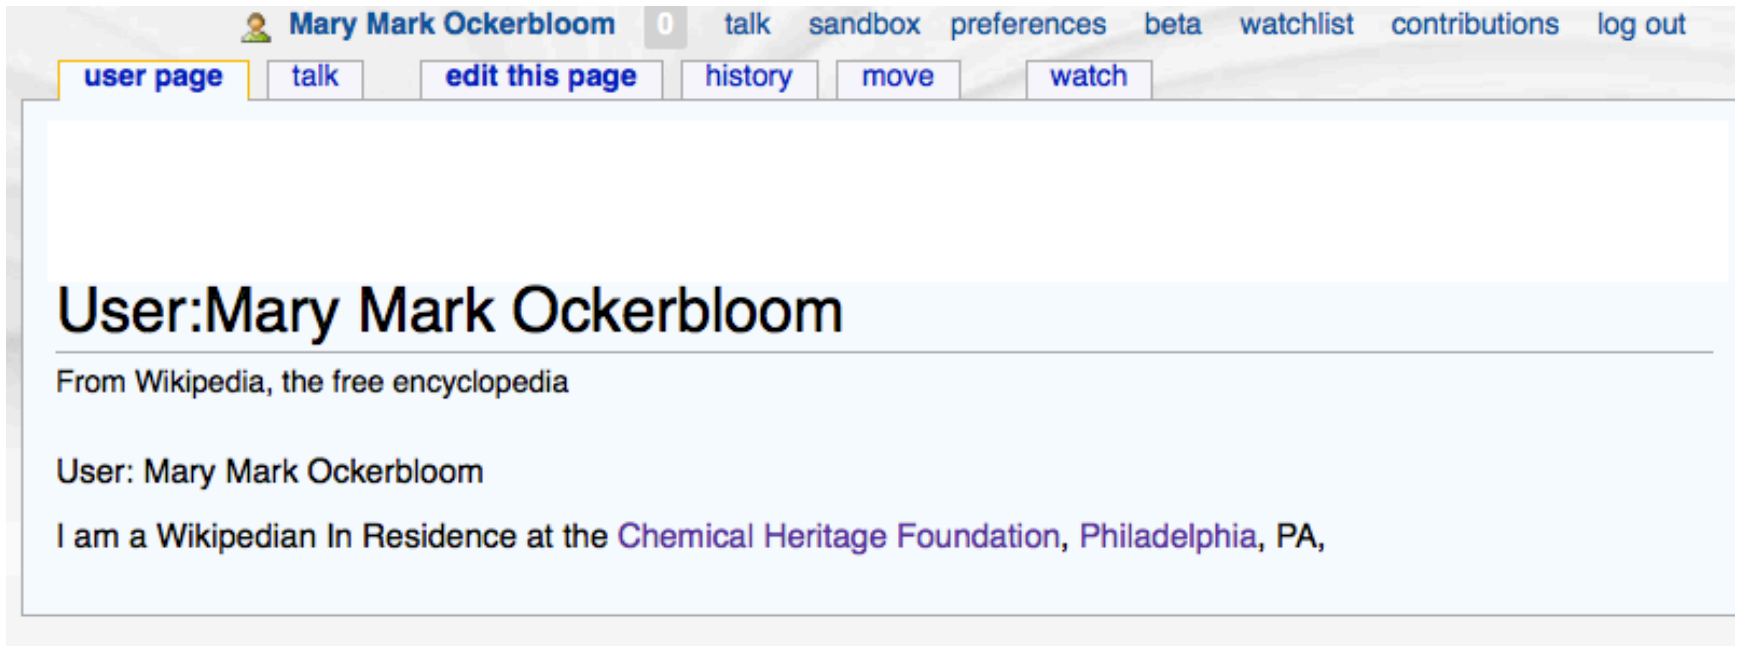 Mary Mark Ockerbloom 0 talk sandbox preferences beta watchlist contributions log out
user page talk edit this page history move watch
User:Mary Mark Ockerbloom
From Wikipedia, the free encyclopedia
User: Mary Mark Ockerbloom
I am a Wikipedian In Residence at the Chemical Heritage Foundation, Philadelphia, PA,